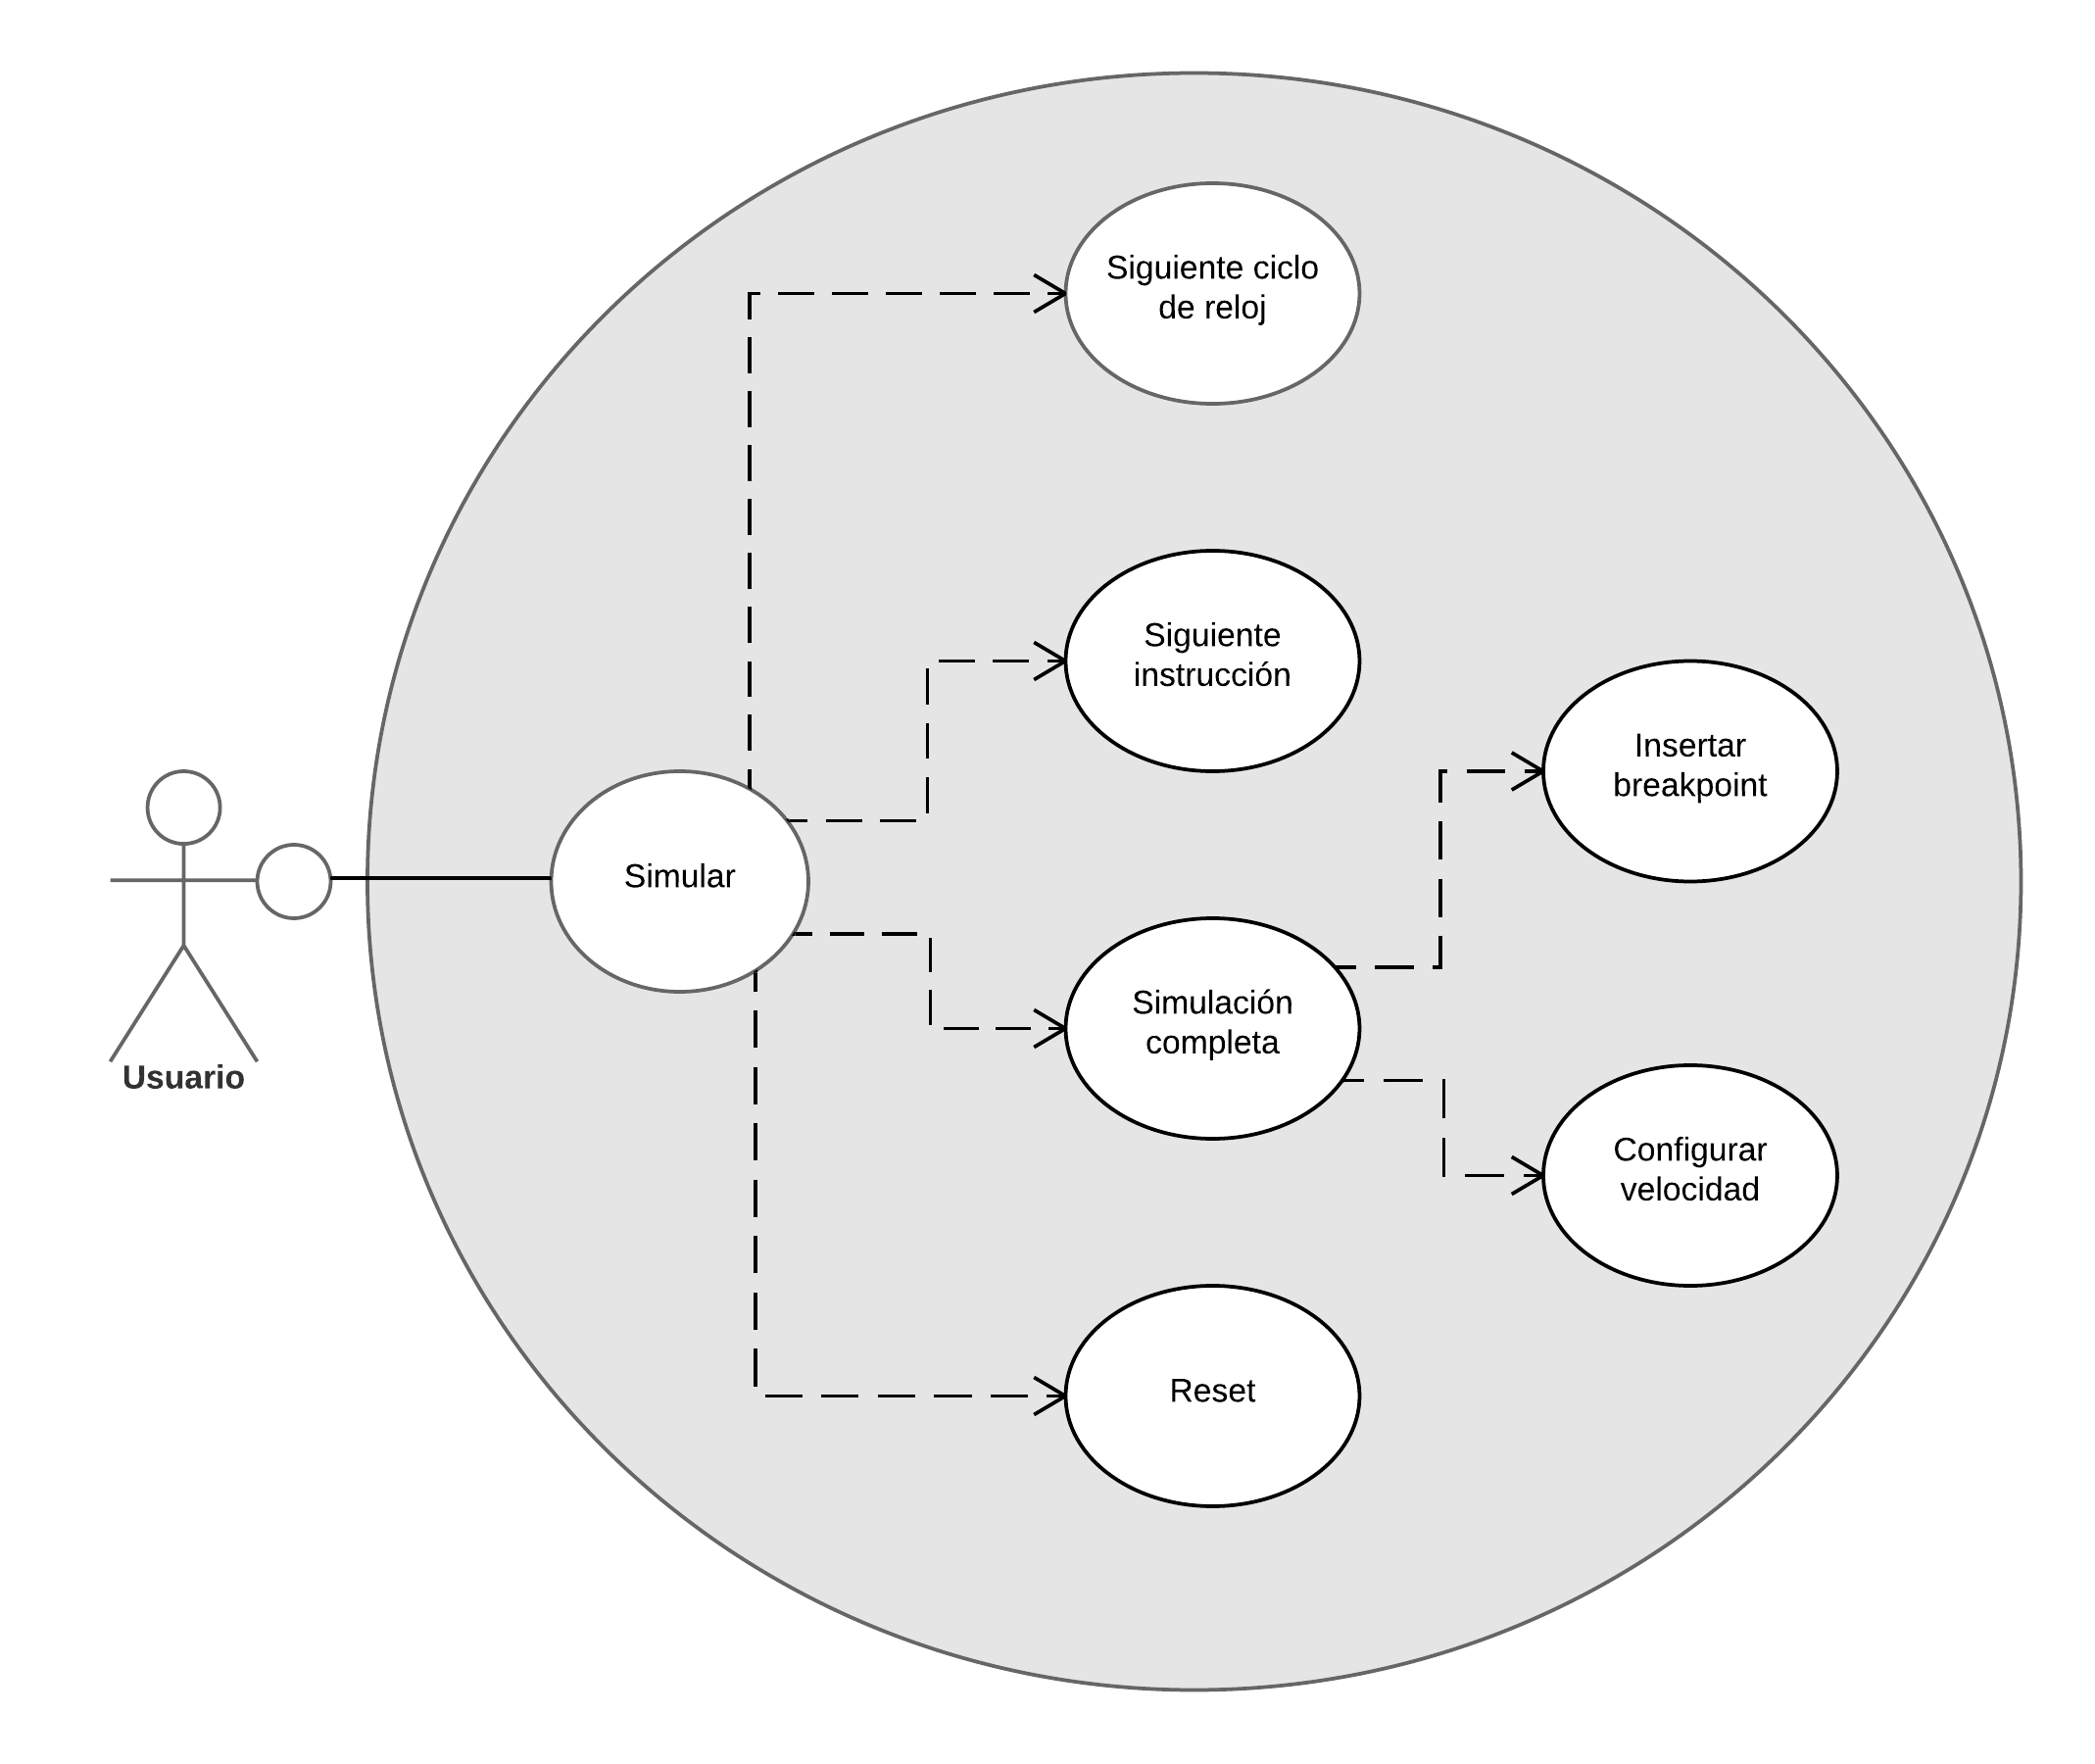 Siguiente ciclo
de reloj
Siguiente
instrucción
Insertar
breakpoint
Simular
Simulación
completa
Usuario
Configurar
velocidad
Reset